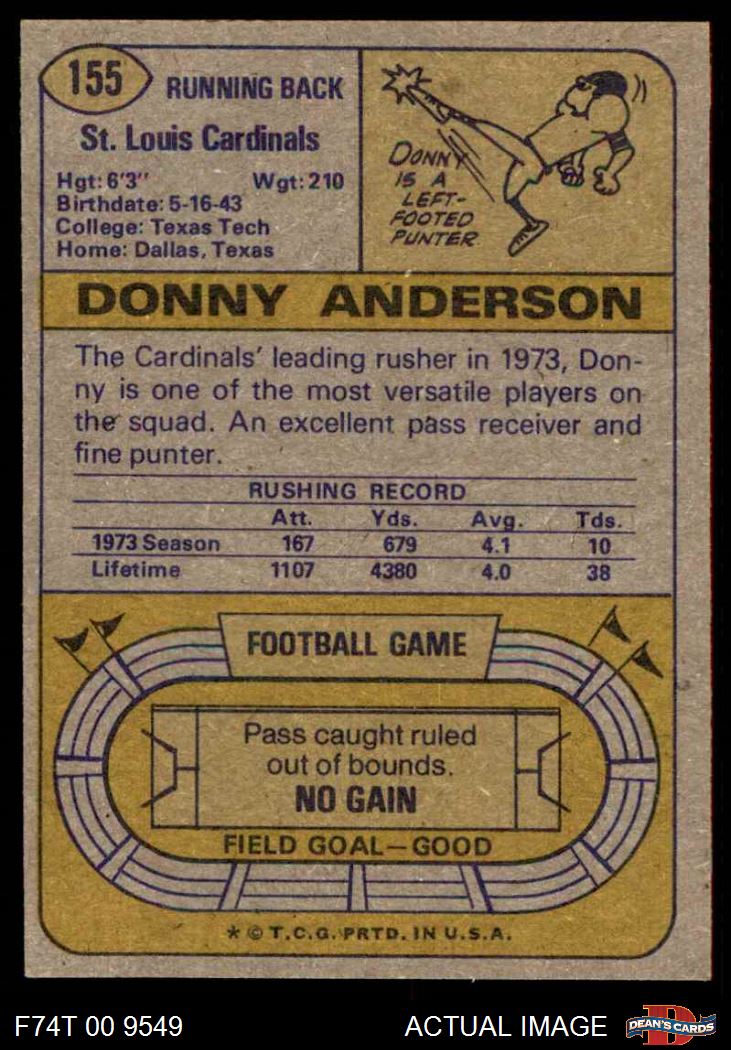 155
RUNNING BACK
St. Louis Cardinals
Hgt: 6'3" Wgt: 210
Birthdate: 5-16-43
College: Texas Tech
Home: Dallas, Texas
DONNY
IS A
LEFT-
FOOTED
PUNTER
DONNY ANDERSON
The Cardinals' leading rusher in 1973, Don-
ny is one of the most versatile players on
the squad. An excellent pass receiver and
fine punter.
RUSHING RECORD
Att. Yds. Avg. Tds.
1973 Season 167 679 4.1 10
Lifetime 1107 4380 4.0 38
FOOTBALL GAME
Pass caught ruled
out of bounds.
NO GAIN
FIELD GOAL—GOOD
* © T.C.G. PRTD. IN U.S.A.
F74T 00 9549 ACTUAL IMAGE D DEAN'S CARDS